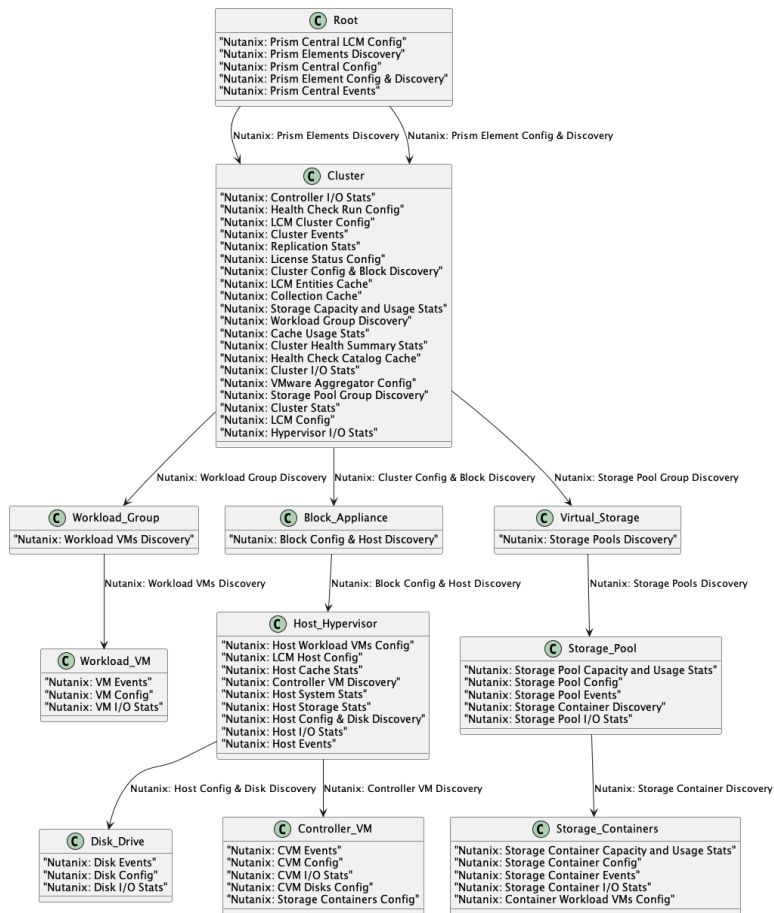 C Root
"Nutanix: Prism Central LCM Config"
"Nutanix: Prism Elements Discovery"
"Nutanix: Prism Central Config"
"Nutanix: Prism Element Config & Discovery"
"Nutanix: Prism Central Events"
Nutanix: Prism Elements Discovery
Nutanix: Prism Element Config & Discovery
C Cluster
"Nutanix: Controller I/O Stats"
"Nutanix: Health Check Run Config"
"Nutanix: LCM Cluster Config"
"Nutanix: Cluster Events"
"Nutanix: Replication Stats"
"Nutanix: License Status Config"
"Nutanix: Cluster Config & Block Discovery"
"Nutanix: LCM Entities Cache"
"Nutanix: Collection Cache"
"Nutanix: Storage Capacity and Usage Stats"
"Nutanix: Workload Group Discovery"
"Nutanix: Cache Usage Stats"
"Nutanix: Cluster Health Summary Stats"
"Nutanix: Health Check Catalog Cache"
"Nutanix: Cluster I/O Stats"
"Nutanix: VMware Aggregator Config"
"Nutanix: Storage Pool Group Discovery"
"Nutanix: Cluster Stats"
"Nutanix: LCM Config"
"Nutanix: Hypervisor I/O Stats"
Nutanix: Workload Group Discovery
Nutanix: Cluster Config & Block Discovery
Nutanix: Storage Pool Group Discovery
C Workload_Group
"Nutanix: Workload VMs Discovery"
C Block_Appliance
"Nutanix: Block Config & Host Discovery"
C Virtual_Storage
"Nutanix: Storage Pools Discovery"
Nutanix: Workload VMs Discovery
Nutanix: Block Config & Host Discovery
Nutanix: Storage Pools Discovery
C Workload_VM
"Nutanix: VM Events"
"Nutanix: VM Config"
"Nutanix: VM I/O Stats"
C Host_Hypervisor
"Nutanix: Host Workload VMs Config"
"Nutanix: LCM Host Config"
"Nutanix: Host Cache Stats"
"Nutanix: Controller VM Discovery"
"Nutanix: Host System Stats"
"Nutanix: Host Storage Stats"
"Nutanix: Host Config & Disk Discovery"
"Nutanix: Host I/O Stats"
"Nutanix: Host Events"
C Storage_Pool
"Nutanix: Storage Pool Capacity and Usage Stats"
"Nutanix: Storage Pool Config"
"Nutanix: Storage Pool Events"
"Nutanix: Storage Container Discovery"
"Nutanix: Storage Pool I/O Stats"
Nutanix: Host Config & Disk Discovery
Nutanix: Controller VM Discovery
Nutanix: Storage Container Discovery
C Disk_Drive
"Nutanix: Disk Events"
"Nutanix: Disk Config"
"Nutanix: Disk I/O Stats"
C Controller_VM
"Nutanix: CVM Events"
"Nutanix: CVM Config"
"Nutanix: CVM I/O Stats"
"Nutanix: CVM Disks Config"
"Nutanix: Storage Containers Config"
C Storage_Containers
"Nutanix: Storage Container Capacity and Usage Stats"
"Nutanix: Storage Container Config"
"Nutanix: Storage Container Events"
"Nutanix: Storage Container I/O Stats"
"Nutanix: Container Workload VMs Config"